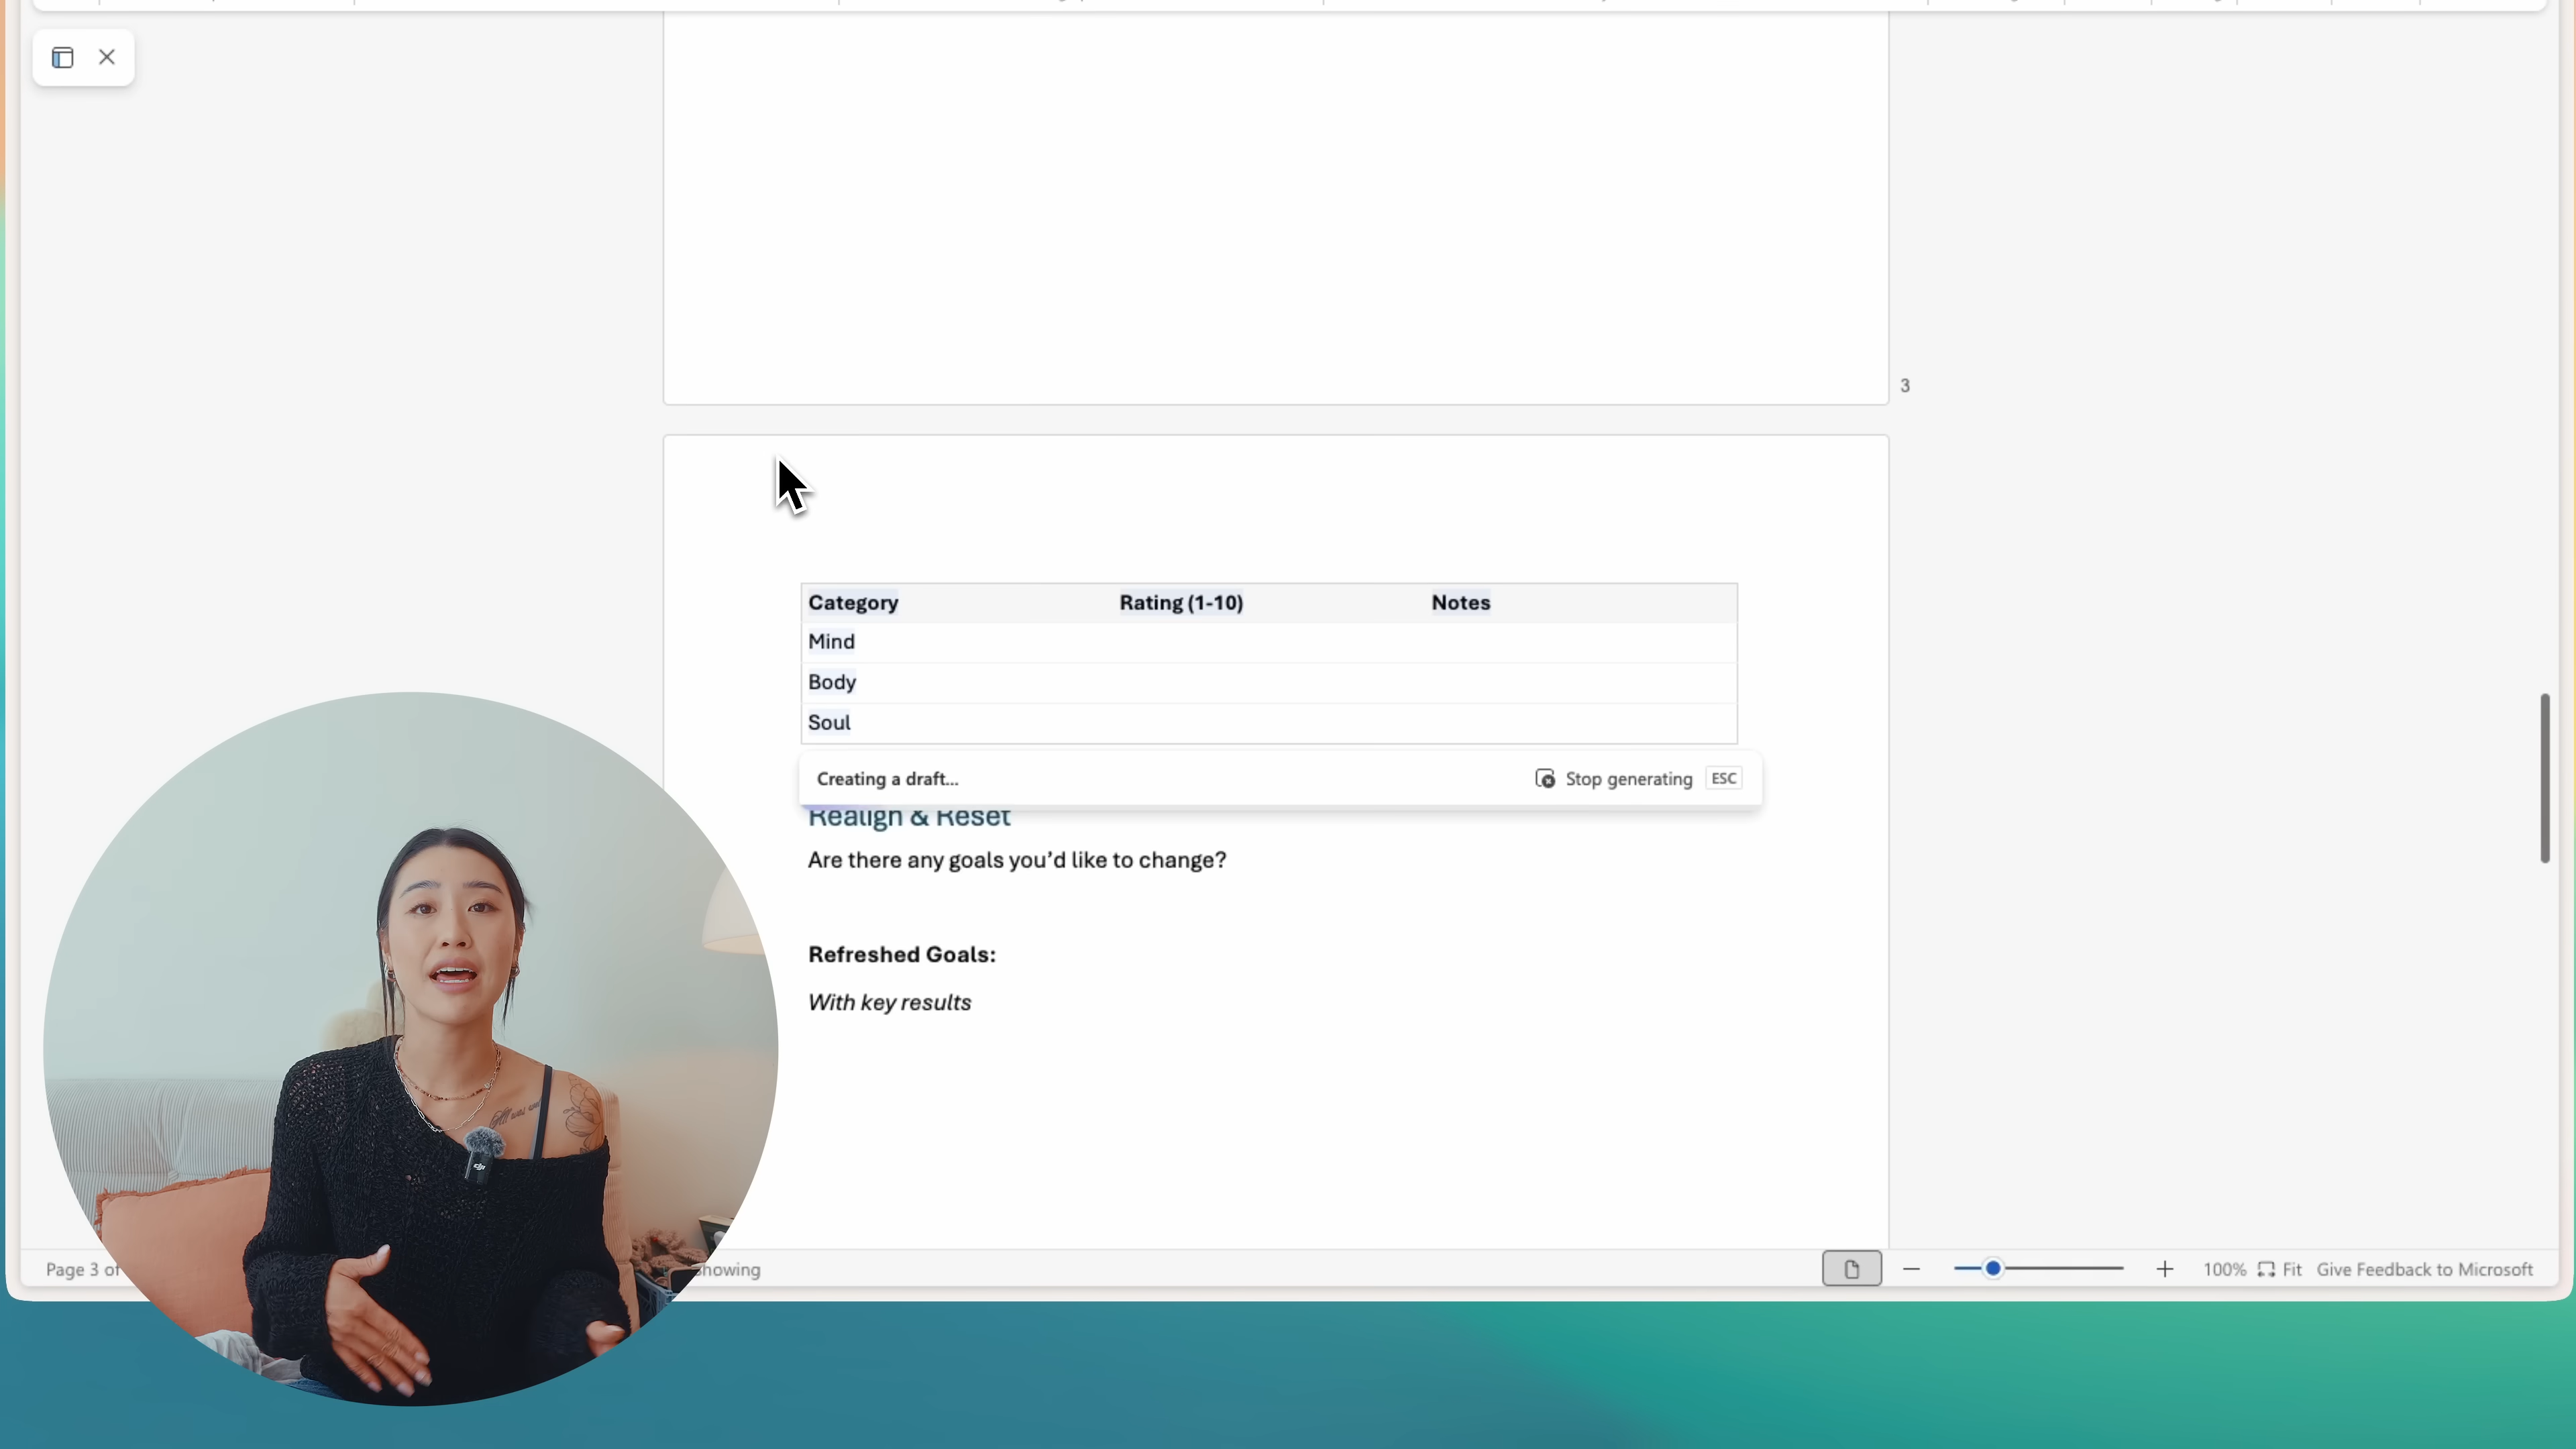 3
Category Rating (1-10) Notes
Mind
Body
Soul
Creating a draft... Stop generating ESC
Realign & Reset
Are there any goals you'd like to change?
Refreshed Goals:
With key results
Page 3 of
showing
100% Fit Give Feedback to Microsoft